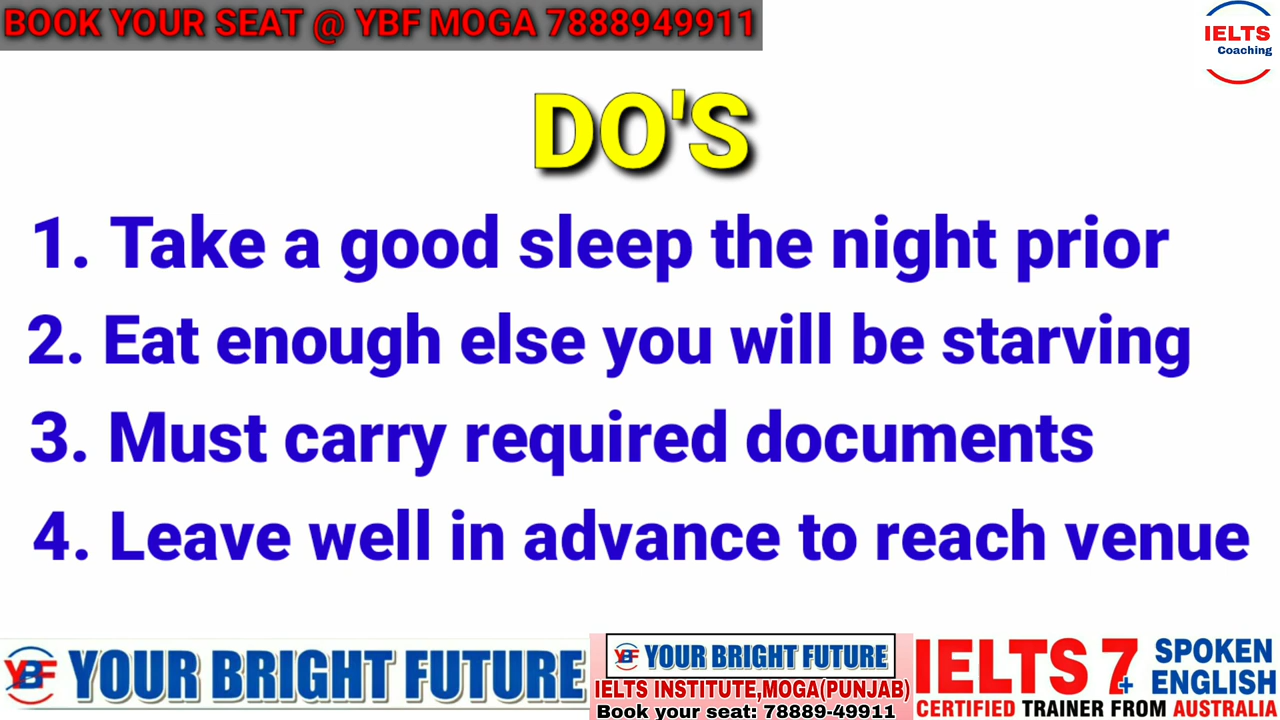 BOOK YOUR SEAT @ YBF MOGA 7888949911
IELTS
Coaching
DO'S
1. Take a good sleep the night prior
2. Eat enough else you will be starving
3. Must carry required documents
4. Leave well in advance to reach venue
YBF YOUR BRIGHT FUTURE
YBF YOUR BRIGHT FUTURE
IELTS INSTITUTE,MOGA(PUNJAB)
Book your seat: 78889-49911
IELTS 7+ SPOKEN ENGLISH
CERTIFIED TRAINER FROM AUSTRALIA